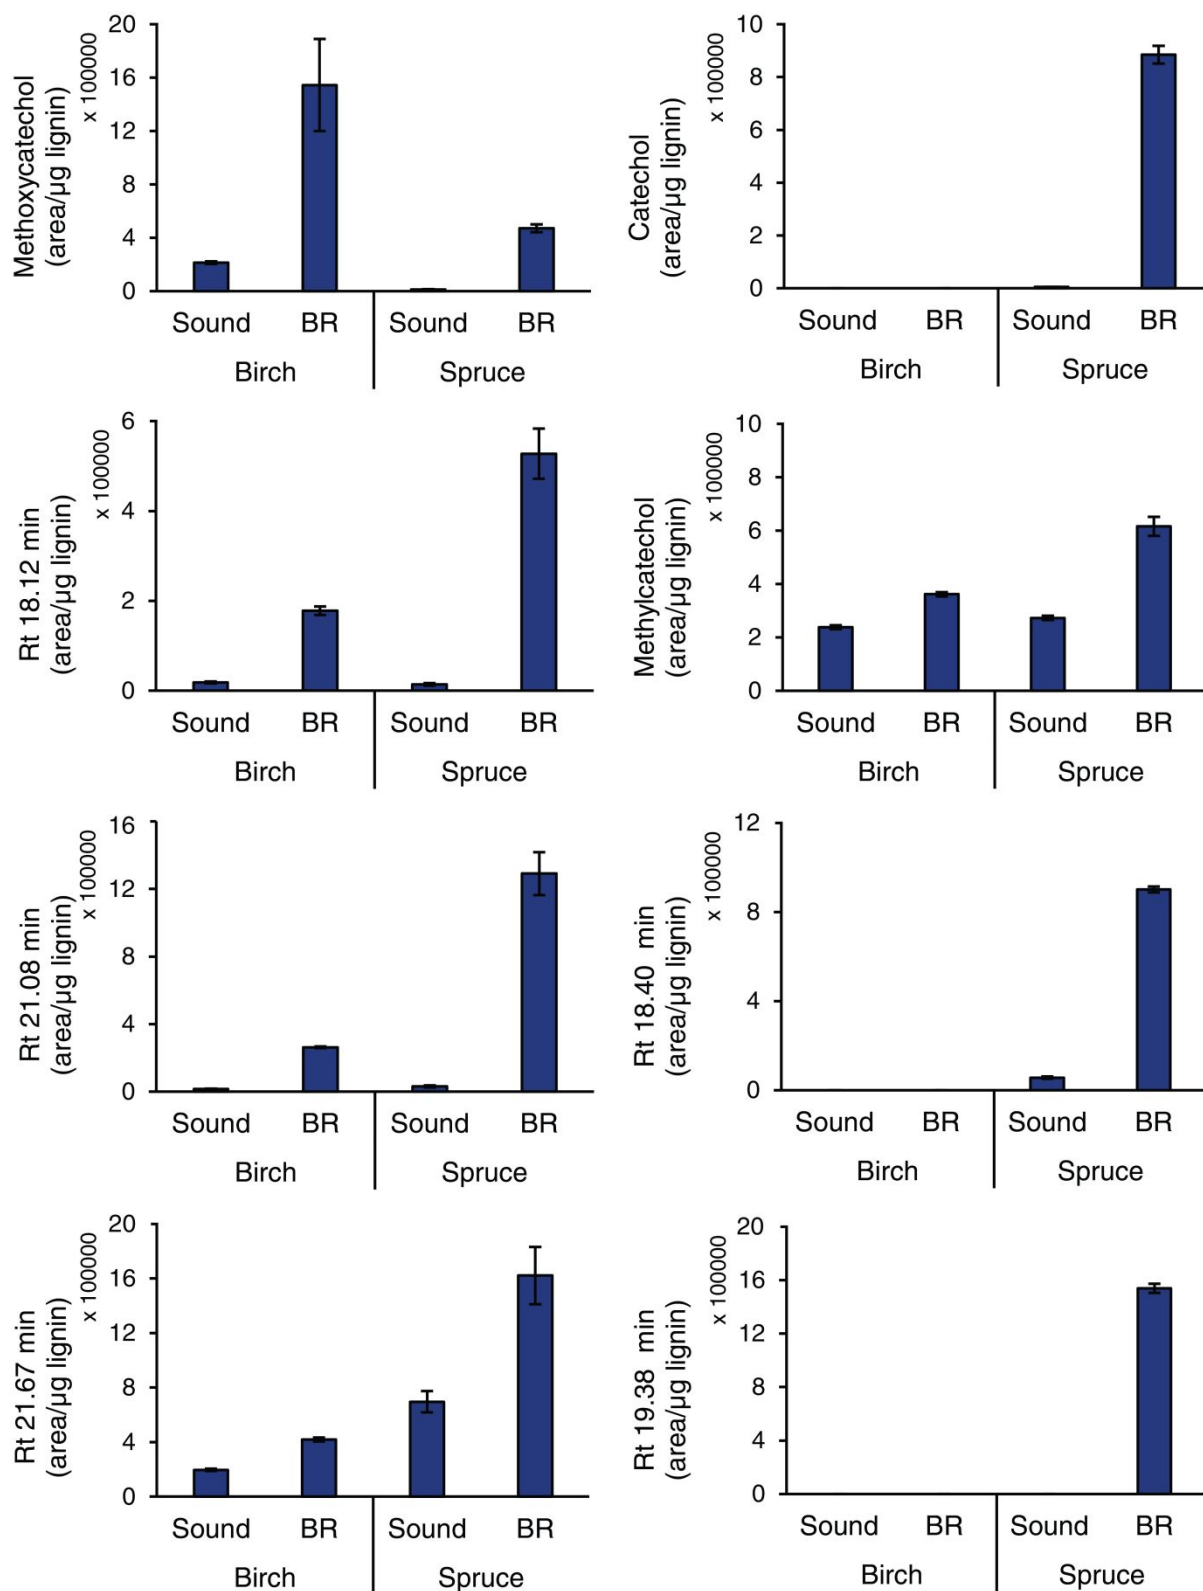 Methoxycatechol
(area/µg lignin)
x 100000
20
16
12
8
4
0
Sound BR Sound BR
Birch Spruce
Catechol
(area/µg lignin)
x 100000
10
8
6
4
2
0
Sound BR Sound BR
Birch Spruce
Rt 18.12 min
(area/µg lignin)
x 100000
6
4
2
0
Sound BR Sound BR
Birch Spruce
Methylcatechol
(area/µg lignin)
x 100000
10
8
6
4
2
0
Sound BR Sound BR
Birch Spruce
Rt 21.08 min
(area/µg lignin)
x 100000
16
12
8
4
0
Sound BR Sound BR
Birch Spruce
Rt 18.40 min
(area/µg lignin)
x 100000
12
8
4
0
Sound BR Sound BR
Birch Spruce
Rt 21.67 min
(area/µg lignin)
x 100000
20
16
12
8
4
0
Sound BR Sound BR
Birch Spruce
Rt 19.38 min
(area/µg lignin)
x 100000
20
16
12
8
4
0
Sound BR Sound BR
Birch Spruce